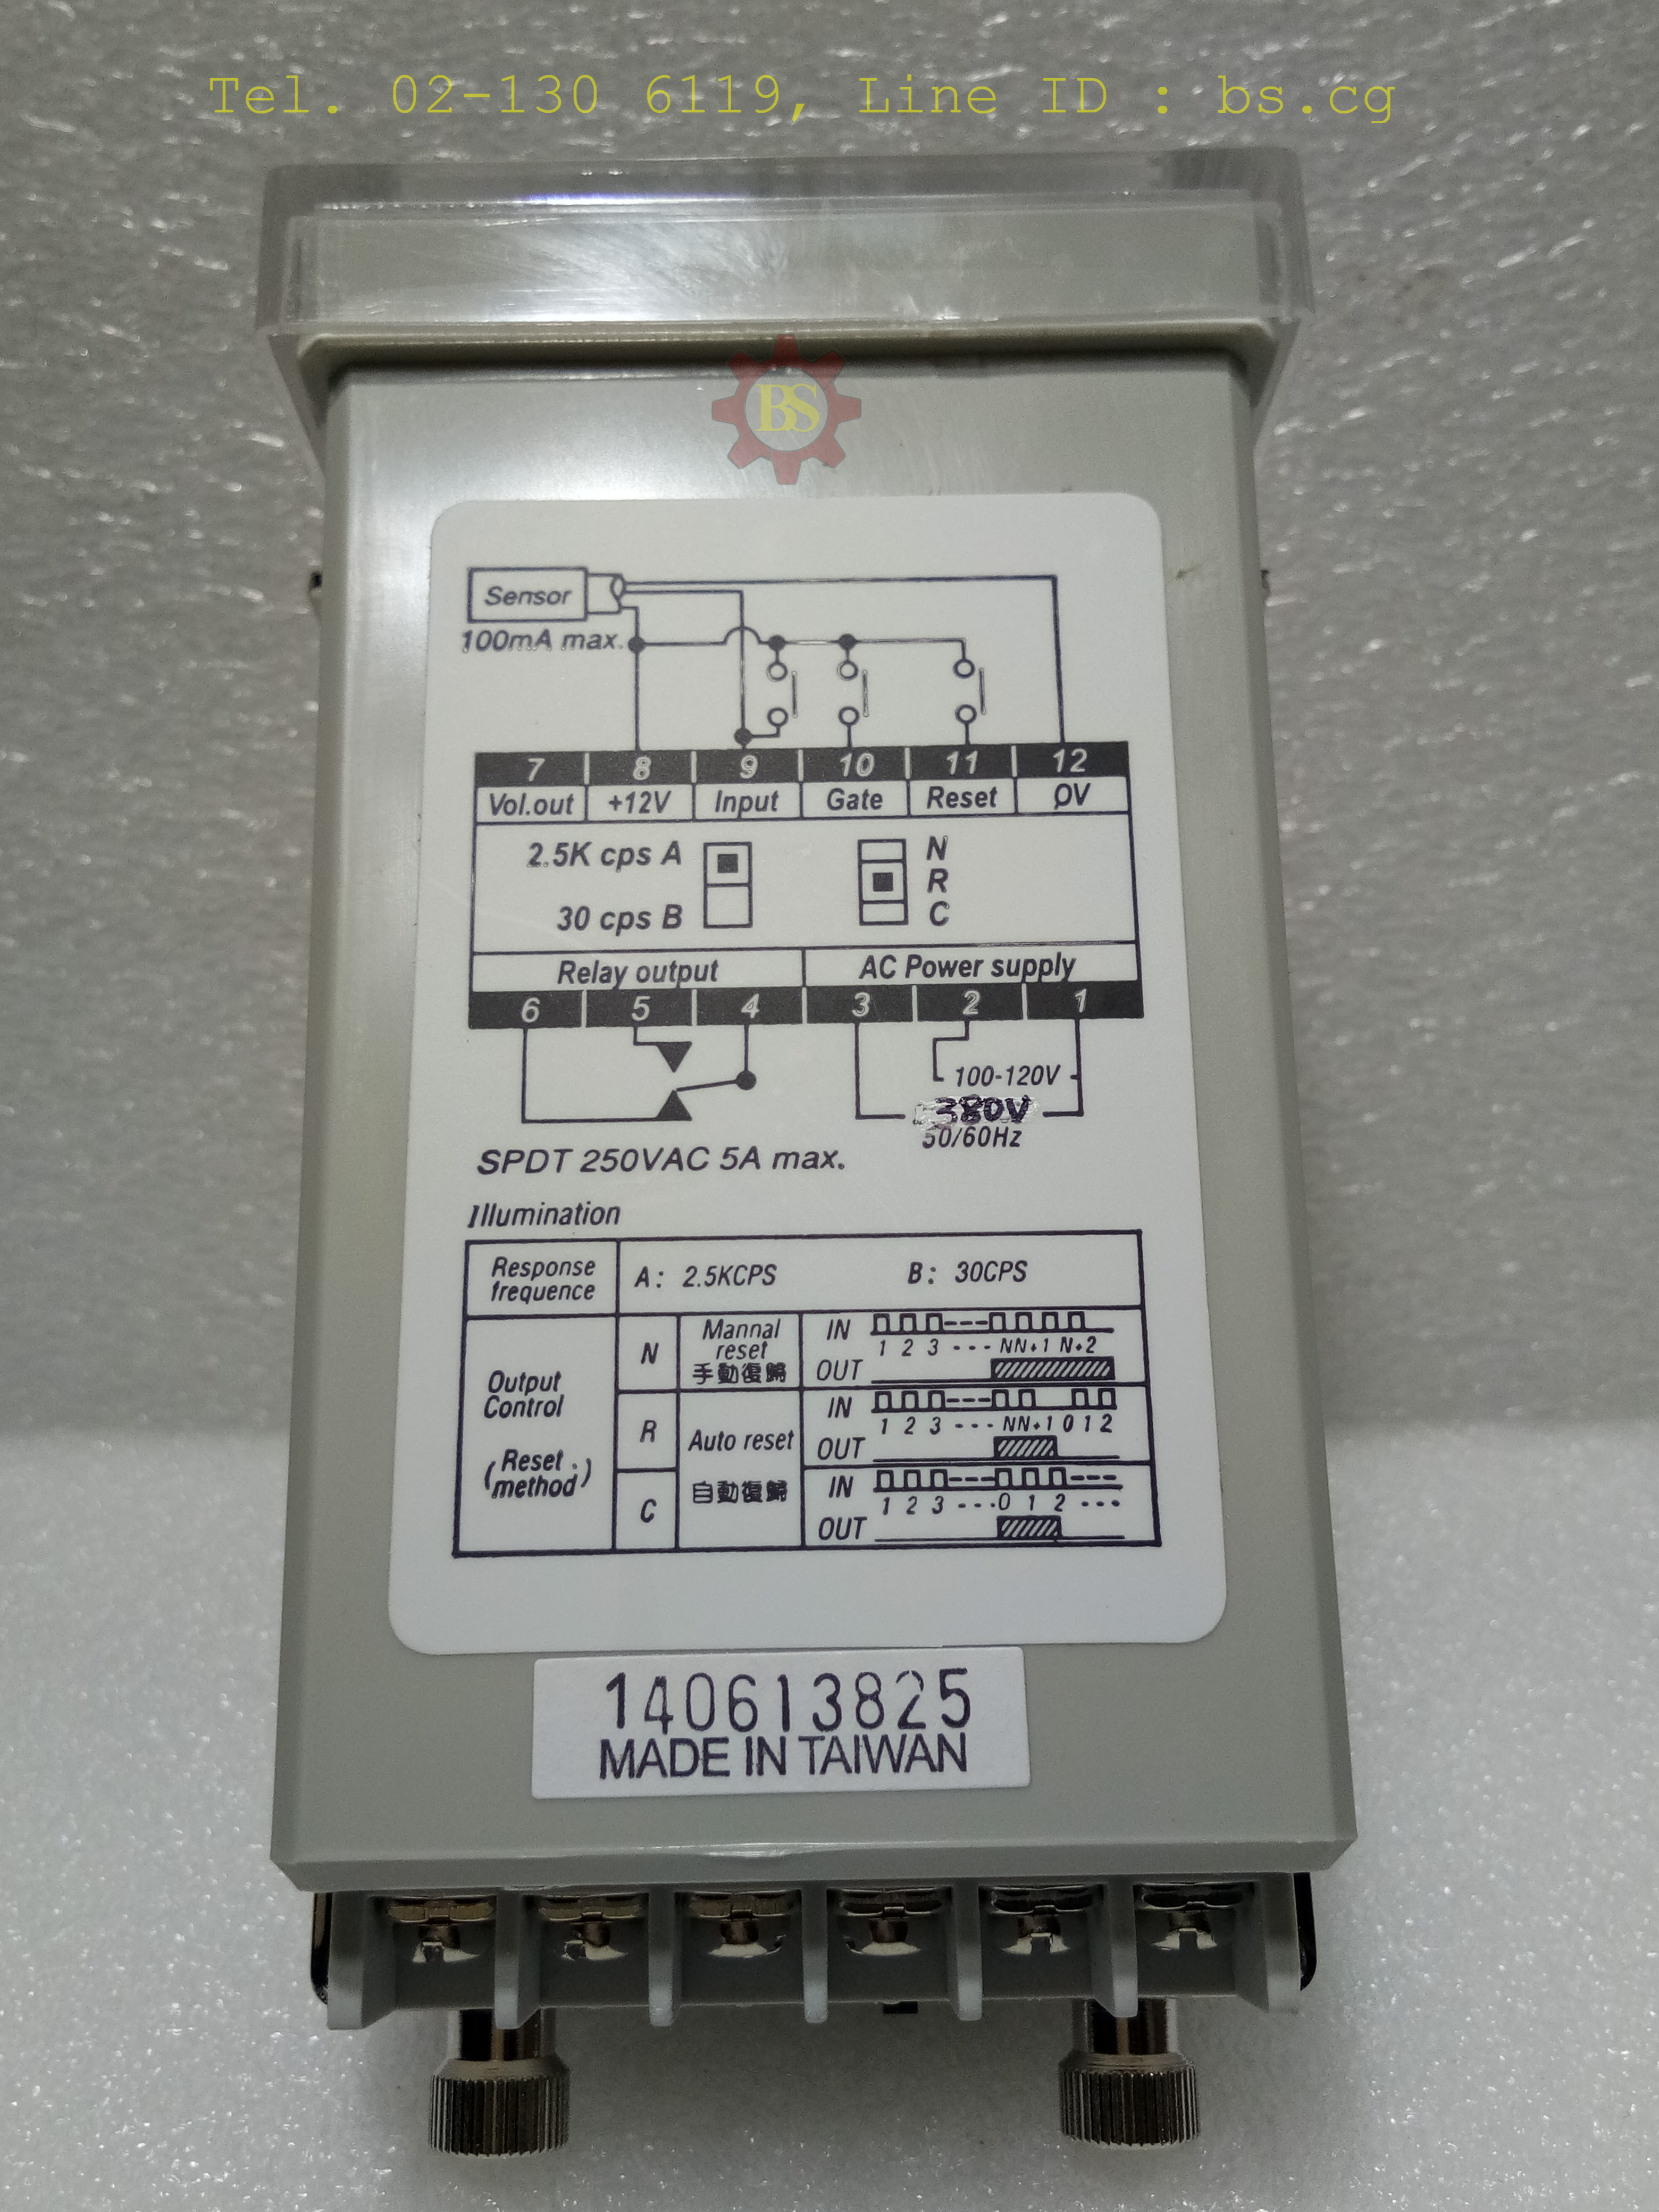 Tel. 02-130 6119, Line ID : bs.cg
BS
Sensor
100mA max.
7 8 9 10 11 12
Vol.out +12V Input Gate Reset 0V
2.5K cps A
30 cps B
N
R
C
Relay output AC Power supply
6 5 4 3 2 1
100-120V
380V
50/60Hz
SPDT 250VAC 5A max.
Illumination
Response frequence A: 2.5KCPS B: 30CPS
Output Control (Reset method)
N Mannal reset 手動復歸 IN 1 2 3 --- N N+1 N+2 OUT
R Auto reset 自動復歸 IN 1 2 3 --- N N+1 0 1 2 OUT
C IN 1 2 3 ---0 1 2 --- OUT
140613825
MADE IN TAIWAN